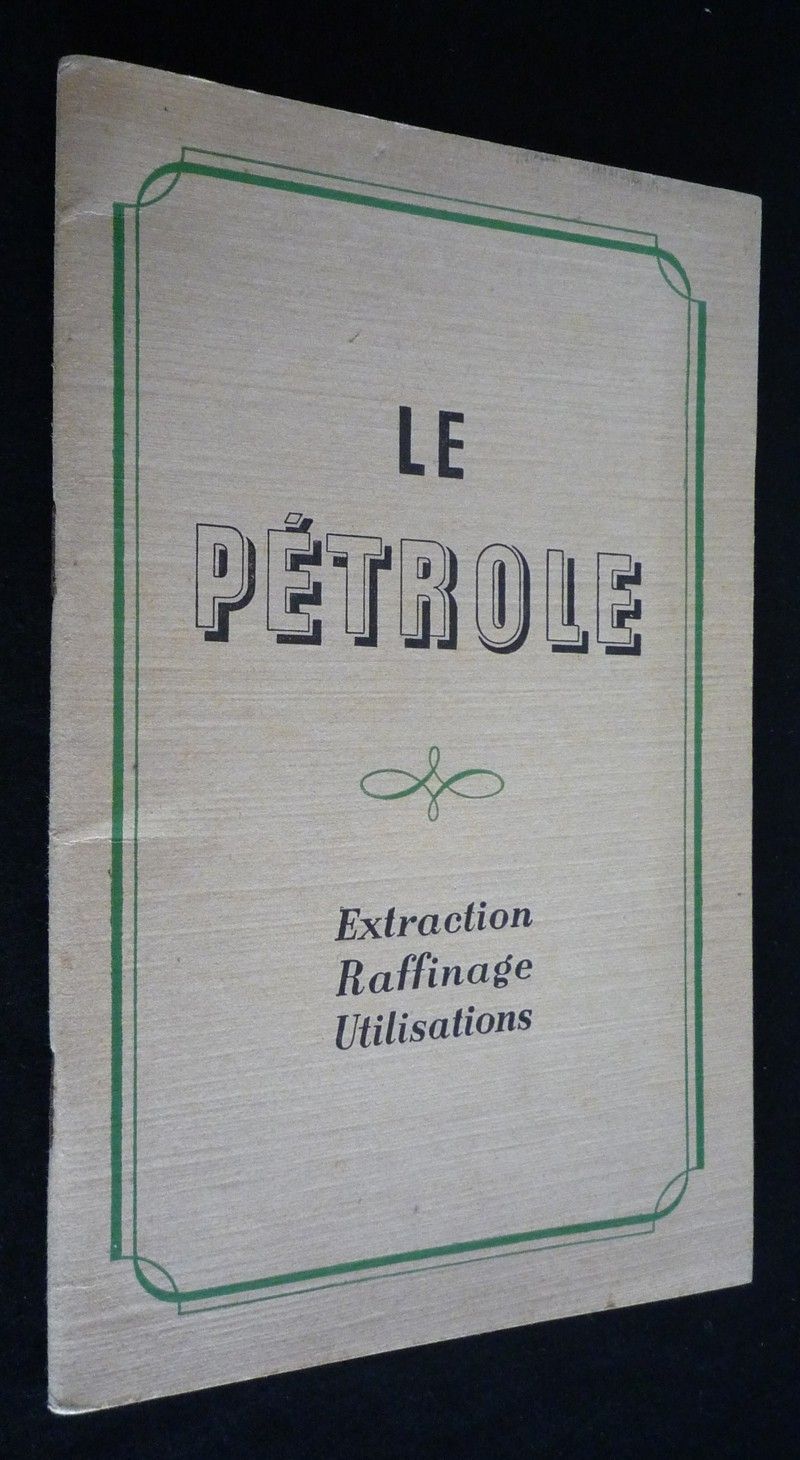 LE
PÉTROLE
Extraction
Raffinage
Utilisations